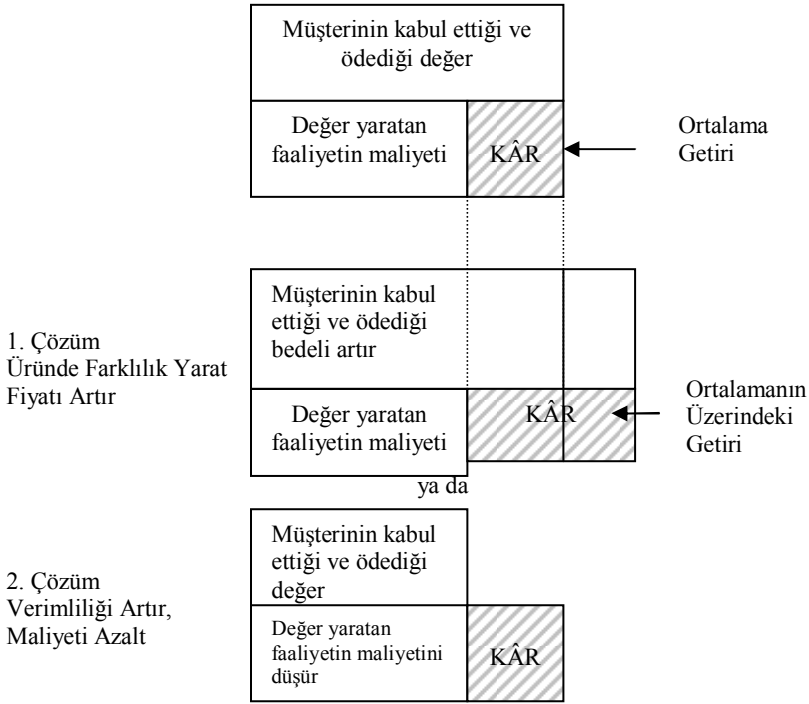 Müşterinin kabul ettiği ve
ödediği değer
Değer yaratan
faaliyetin maliyeti
KÂR
Ortalama
Getiri
1. Çözüm
Üründe Farklılık Yarat
Fiyatı Artır
Müşterinin kabul
ettiği ve ödediği
bedeli artır
Değer yaratan
faaliyetin maliyeti
KÂR
Ortalamanın
Üzerindeki
Getiri
ya da
2. Çözüm
Verimliliği Artır,
Maliyeti Azalt
Müşterinin kabul
ettiği ve ödediği
değer
Değer yaratan
faaliyetin maliyetini
düşür
KÂR